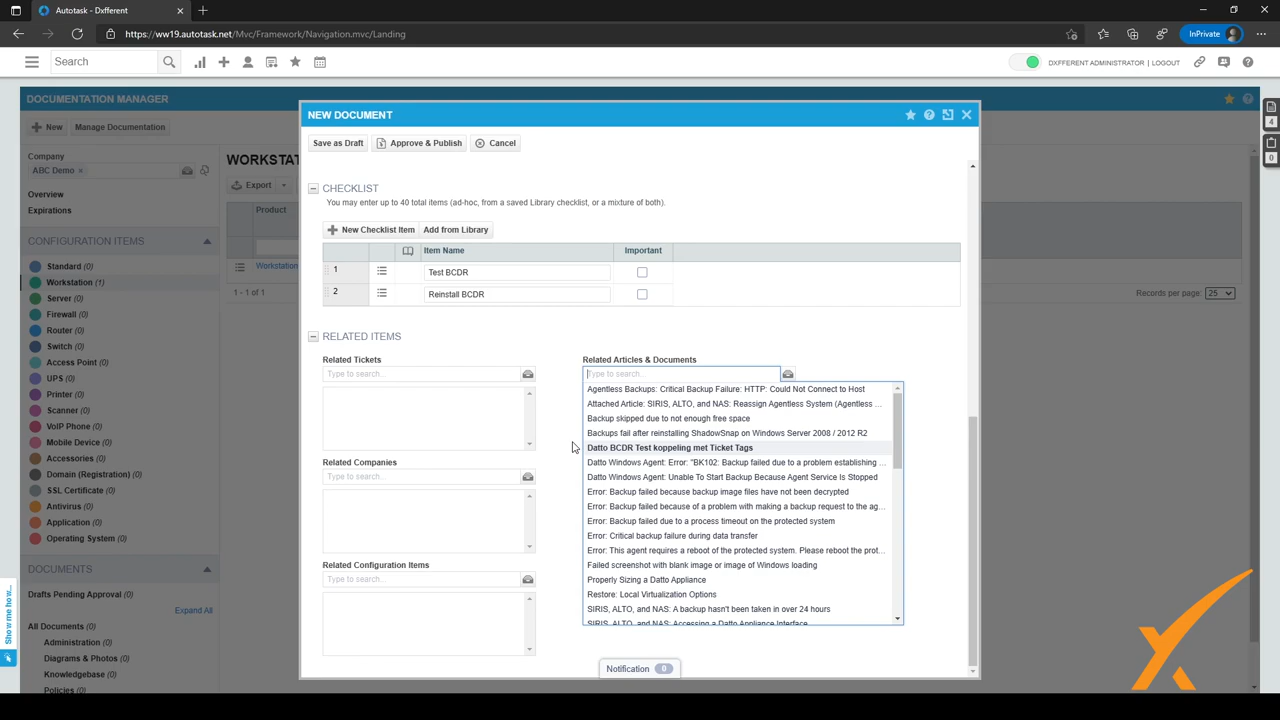 Autotask - Dxfferent
https://ww19.autotask.net/Mvc/Framework/Navigation.mvc/Landing
InPrivate
Search
DXFFERENT ADMINISTRATOR | LOGOUT
DOCUMENTATION MANAGER
New
Manage Documentation
Company
ABC Demo ×
Overview
Expirations
CONFIGURATION ITEMS
Standard (0)
Workstation (1)
Server (0)
Firewall (0)
Router (0)
Switch (0)
Access Point (0)
UPS (0)
Printer (0)
Scanner (0)
VoIP Phone (0)
Mobile Device (0)
Accessories (0)
Domain (Registration) (0)
SSL Certificate (0)
Antivirus (0)
Application (0)
Operating System (0)
DOCUMENTS
Drafts Pending Approval (0)
Expand All
All Documents (0)
Administration (0)
Diagrams & Photos (0)
Knowledgebase (0)
Policies (0)
Show me how...
WORKSTAT
Export
Product
Workstation
1 - 1 of 1
Records per page: 25
4
0
NEW DOCUMENT
Save as Draft
Approve & Publish
Cancel
CHECKLIST
You may enter up to 40 total items (ad-hoc, from a saved Library checklist, or a mixture of both).
New Checklist Item
Add from Library
Item Name
Important
1 Test BCDR
2 Reinstall BCDR
RELATED ITEMS
Related Tickets
Type to search...
Related Companies
Type to search...
Related Configuration Items
Type to search...
Related Articles & Documents
Type to search...
Agentless Backups: Critical Backup Failure: HTTP: Could Not Connect to Host
Attached Article: SIRIS, ALTO, and NAS: Reassign Agentless System (Agentless ...
Backup skipped due to not enough free space
Backups fail after reinstalling ShadowSnap on Windows Server 2008 / 2012 R2
Datto BCDR Test koppeling met Ticket Tags
Datto Windows Agent: Error: "BK102: Backup failed due to a problem establishing ...
Datto Windows Agent: Unable To Start Backup Because Agent Service Is Stopped
Error: Backup failed because backup image files have not been decrypted
Error: Backup failed because of a problem with making a backup request to the ag...
Error: Backup failed due to a process timeout on the protected system
Error: Critical backup failure during data transfer
Error: This agent requires a reboot of the protected system. Please reboot the prot...
Failed screenshot with blank image or image of Windows loading
Properly Sizing a Datto Appliance
Restore: Local Virtualization Options
SIRIS, ALTO, and NAS: A backup hasn't been taken in over 24 hours
SIRIS, ALTO, and NAS: Accessing a Datto Appliance Interface
Notification 0